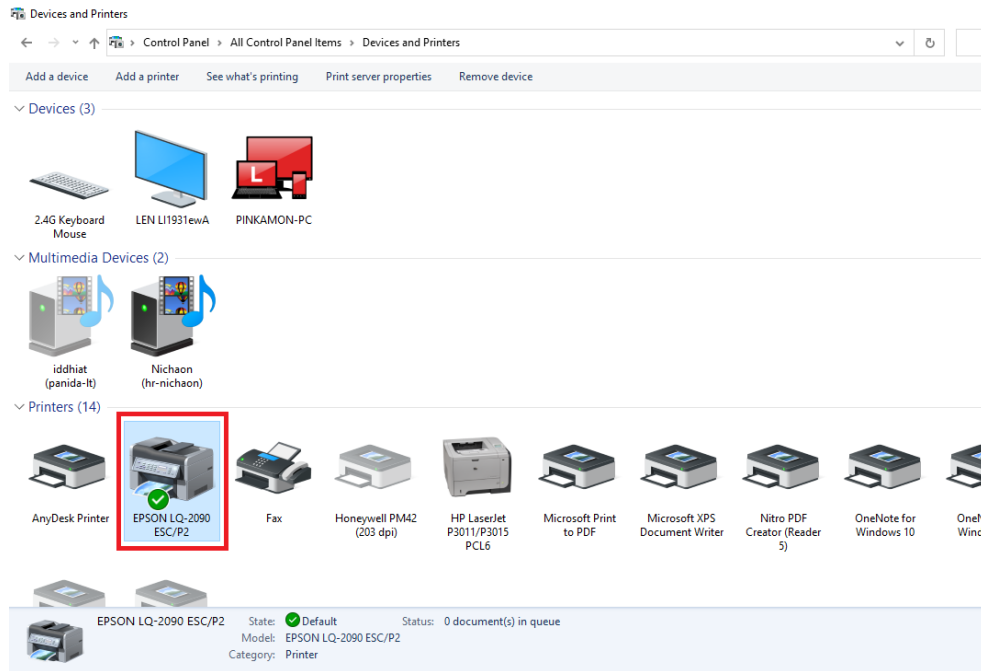 Devices and Printers
Control Panel > All Control Panel Items > Devices and Printers
Add a device Add a printer See what's printing Print server properties Remove device
Devices (3)
2.4G Keyboard Mouse
LEN LI1931ewA
PINKAMON-PC
L
Multimedia Devices (2)
iddhiat
(panida-lt)
Nichaon
(hr-nichaon)
Printers (14)
AnyDesk Printer
EPSON LQ-2090
ESC/P2
Fax
Honeywell PM42
(203 dpi)
HP LaserJet
P3011/P3015
PCL6
Microsoft Print
to PDF
Microsoft XPS
Document Writer
Nitro PDF
Creator (Reader
5)
OneNote for
Windows 10
EPSON LQ-2090 ESC/P2 State: Default Status: 0 document(s) in queue
Model: EPSON LQ-2090 ESC/P2
Category: Printer